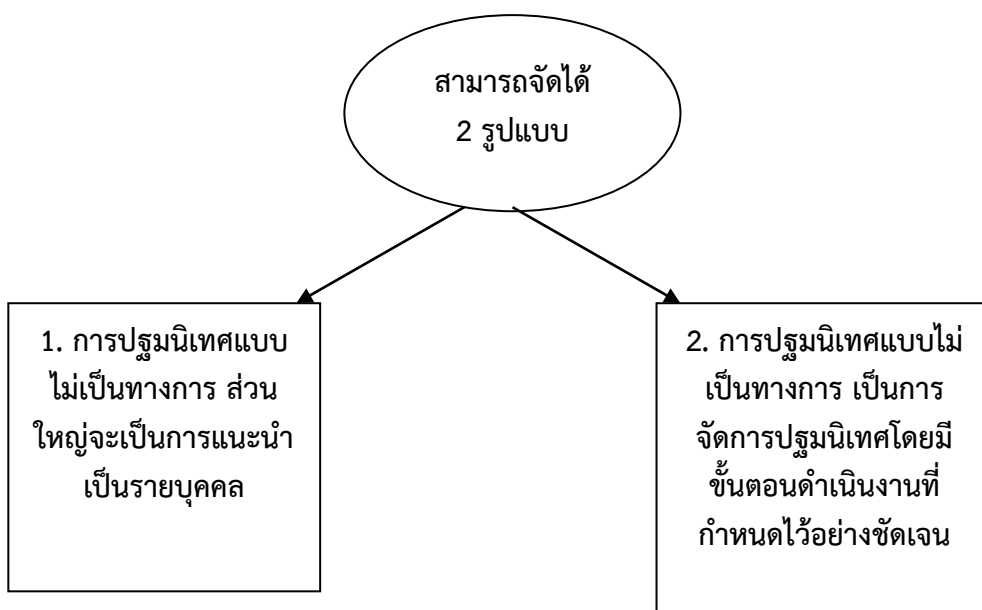 สามารถจัดได้
2 รูปแบบ
1. การปฐมนิเทศแบบ
ไม่เป็นทางการ ส่วน
ใหญ่จะเป็นการแนะนำ
เป็นรายบุคคล
2. การปฐมนิเทศแบบไม่
เป็นทางการ เป็นการ
จัดการปฐมนิเทศโดยมี
ขั้นตอนดำเนินงานที่
กำหนดไว้อย่างชัดเจน